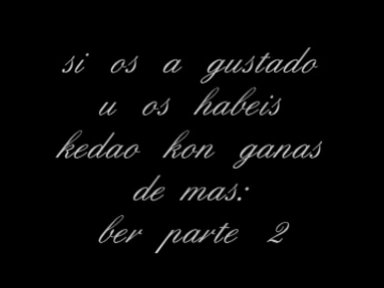 si os a gustado
u os habeis
kedao kon ganas
de mas:
ber parte 2